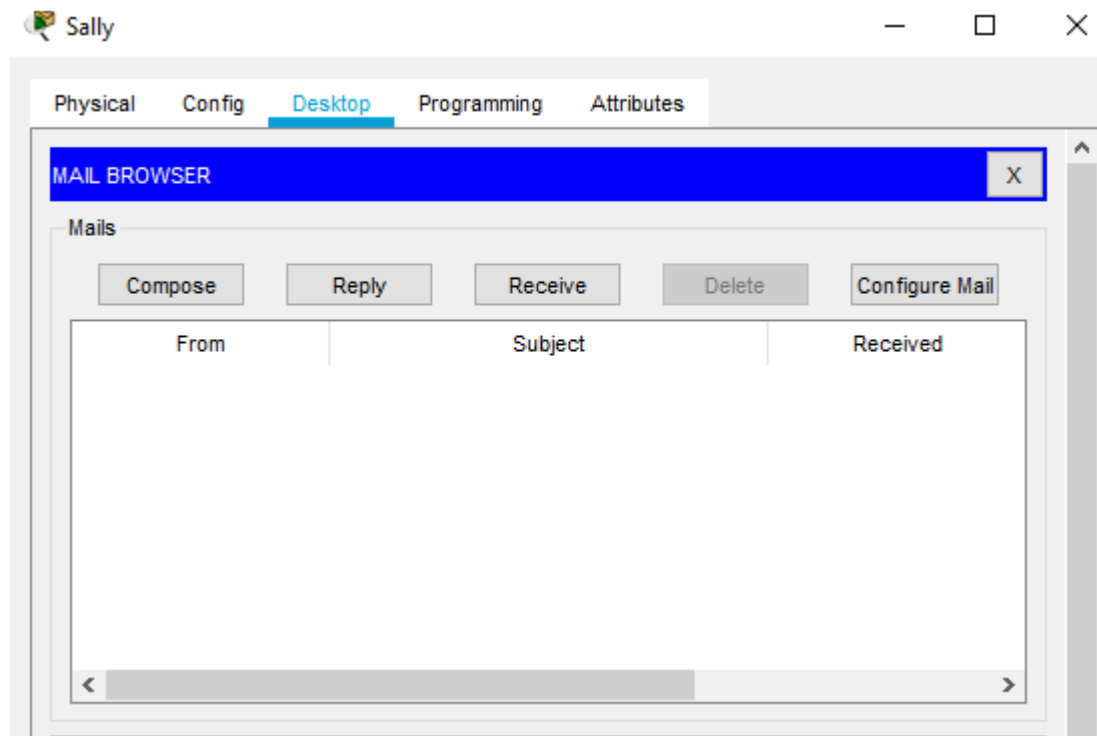 Sally
Physical Config Desktop Programming Attributes
MAIL BROWSER X
Mails
Compose Reply Receive Delete Configure Mail
From Subject Received